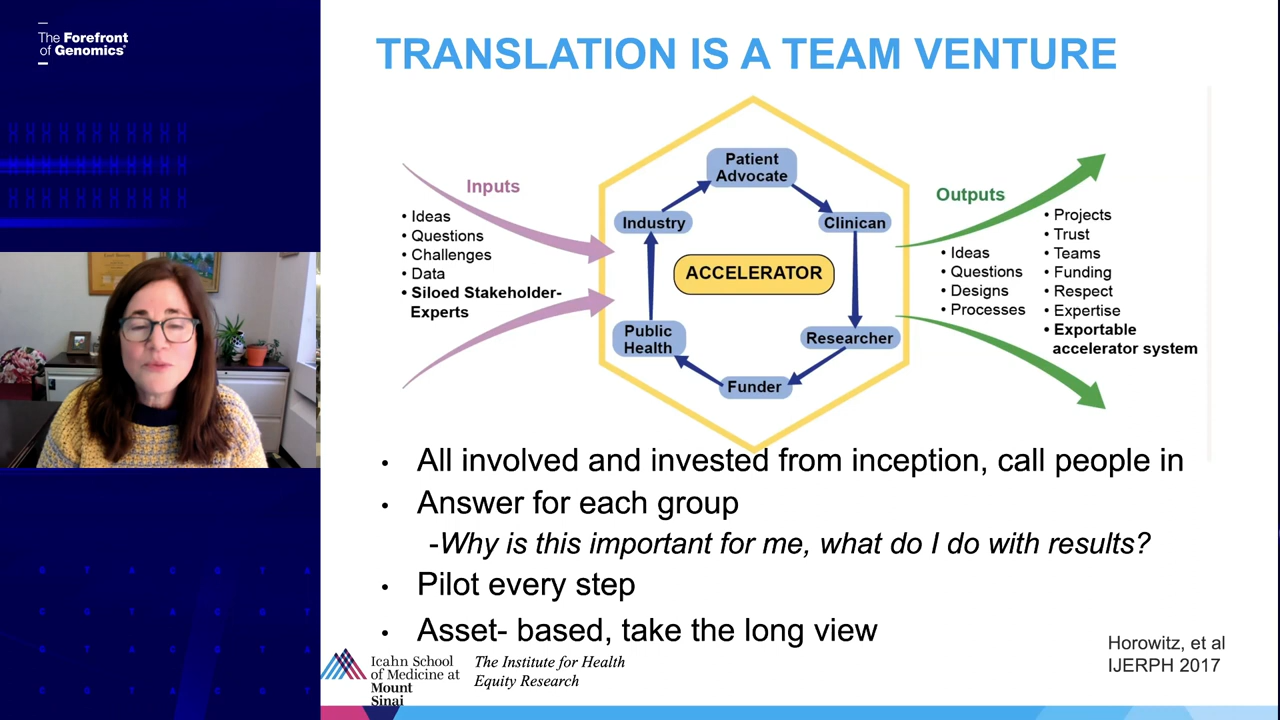 The Forefront
of Genomics®
TRANSLATION IS A TEAM VENTURE
Inputs
• Ideas
• Questions
• Challenges
• Data
• Siloed Stakeholder-
Experts
Patient
Advocate
Industry
Clinican
ACCELERATOR
Public
Health
Researcher
Funder
Outputs
• Ideas
• Questions
• Designs
• Processes
• Projects
• Trust
• Teams
• Funding
• Respect
• Expertise
• Exportable
accelerator system
• All involved and invested from inception, call people in
• Answer for each group
-Why is this important for me, what do I do with results?
• Pilot every step
• Asset- based, take the long view
Horowitz, et al
IJERPH 2017
Icahn School
of Medicine at
Mount
Sinai
The Institute for Health
Equity Research